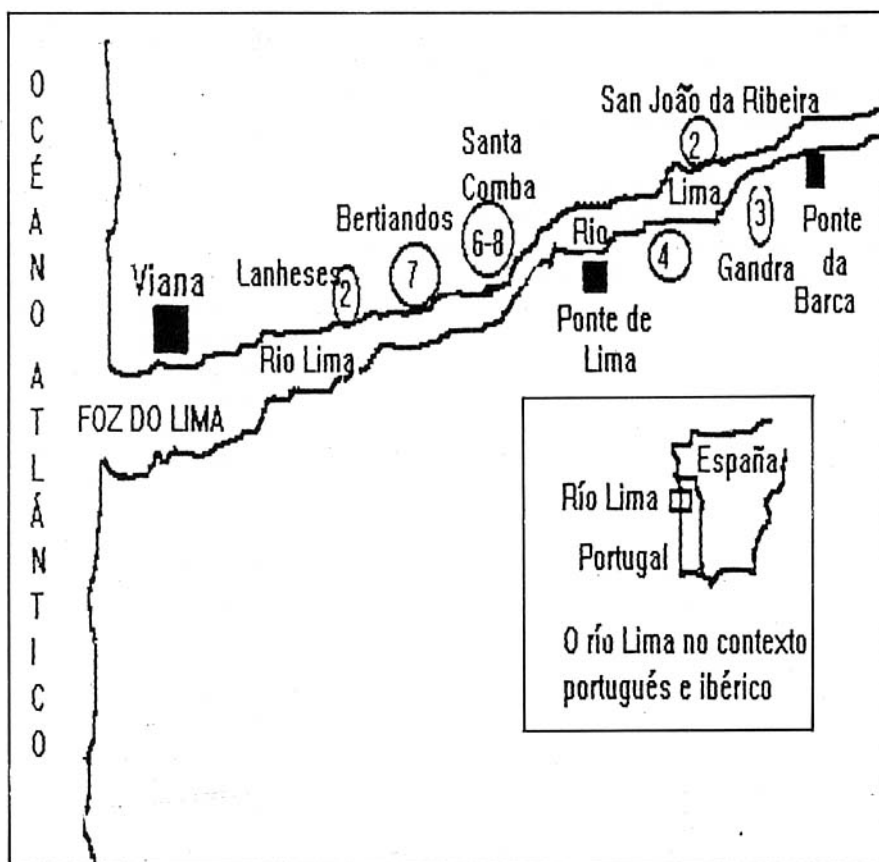 OCÉANO ATLÁNTICO
San João da Ribeira
2
Santa
Comba
6-8
Lima
3
Bertiandos
7
Rio
4
Gandra
Ponte
da
Barca
Viana
Lanheses
2
Ponte de
Lima
Rio Lima
FOZ DO LIMA
España
Río Lima
Portugal
O río Lima no contexto
portugués e ibérico